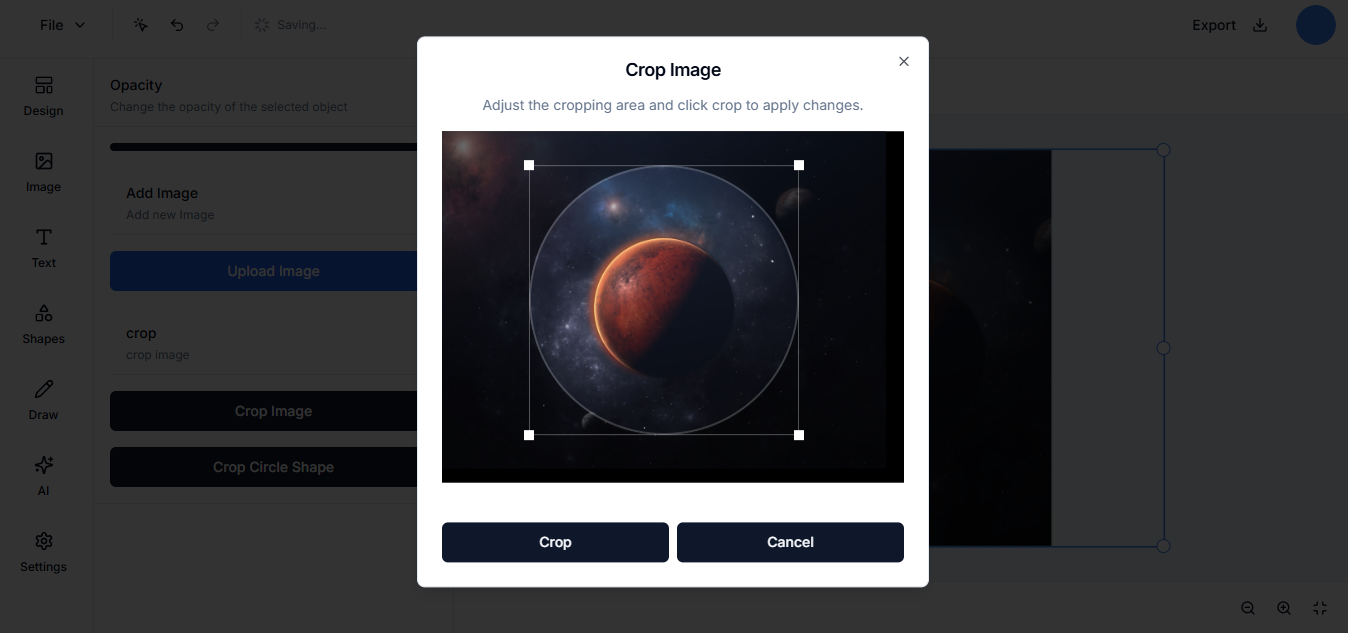 File
Saving...
Export
Design
Image
Text
Shapes
Draw
AI
Settings
Opacity
Change the opacity of the selected object
Add Image
Add new Image
Upload Image
crop
crop image
Crop Image
Crop Circle Shape
Crop Image
Adjust the cropping area and click crop to apply changes.
Crop
Cancel